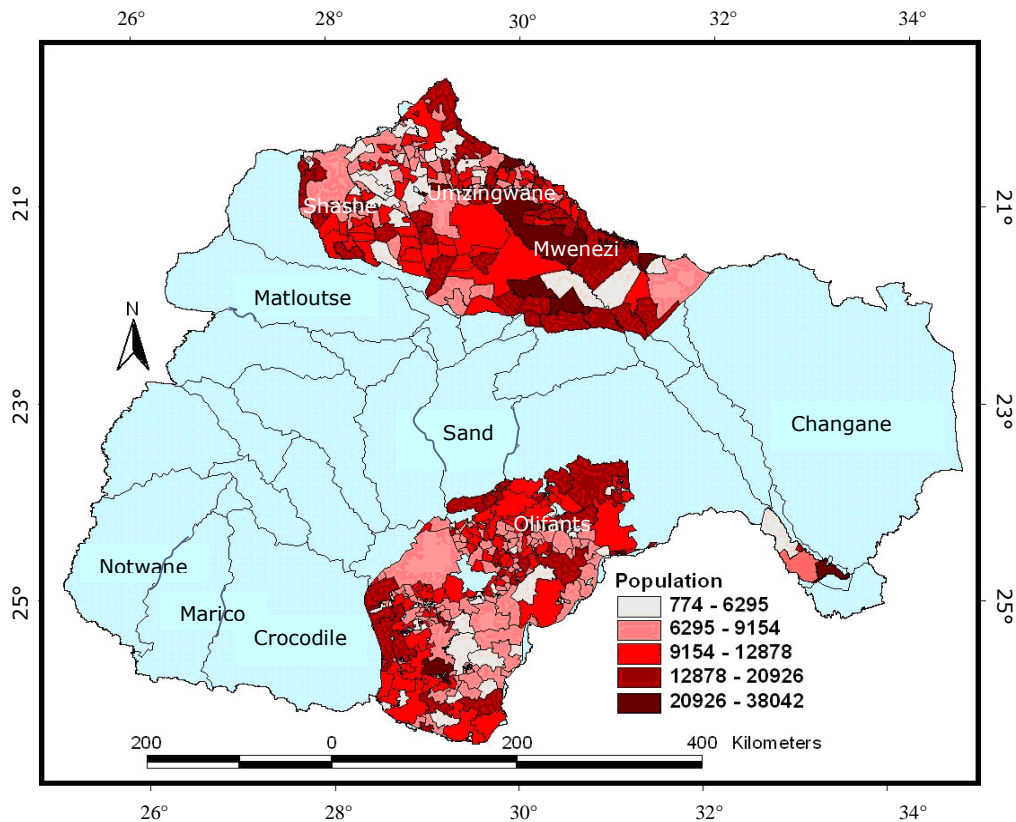 26° 28° 30° 32° 34°
21° 21°
Shashe
Umzingwane
Mwenezi
Matloutse
N
23° 23°
Sand
Changane
Olifants
Notwane
Marico
Crocodile
25° 25°
Population
774 - 6295
6295 - 9154
9154 - 12878
12878 - 20926
20926 - 38042
200 0 200 400 Kilometers
26° 28° 30° 32° 34°